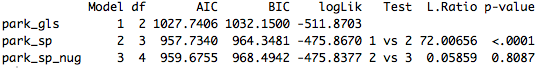 Model df AIC BIC logLik Test L.Ratio p-value
park_gls 1 2 1027.7406 1032.1500 -511.8703
park_sp 2 3 957.7340 964.3481 -475.8670 1 vs 2 72.00656 <.0001
park_sp_nug 3 4 959.6755 968.4942 -475.8377 2 vs 3 0.05859 0.8087